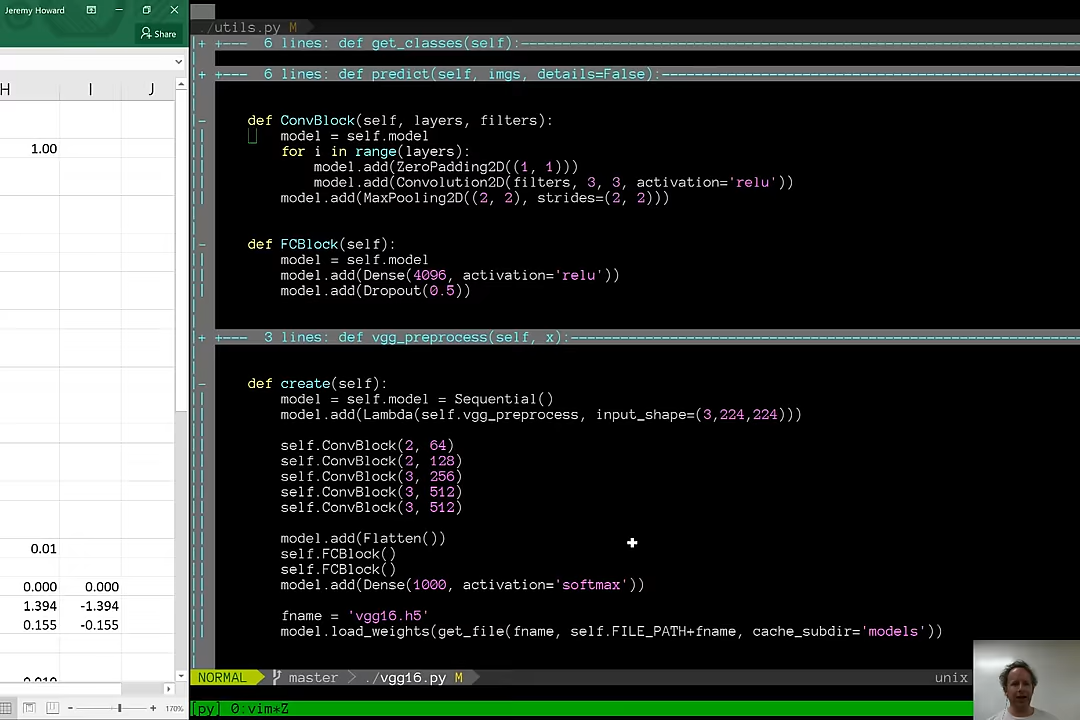 Jeremy Howard
Share
H I J
1.00
0.01
0.000 0.000
1.394 -1.394
0.155 -0.155
170%
./utils.py M
+ +--- 6 lines: def get_classes(self):
+ +--- 6 lines: def predict(self, imgs, details=False):
def ConvBlock(self, layers, filters):
model = self.model
for i in range(layers):
model.add(ZeroPadding2D((1, 1)))
model.add(Convolution2D(filters, 3, 3, activation='relu'))
model.add(MaxPooling2D((2, 2), strides=(2, 2)))
def FCBlock(self):
model = self.model
model.add(Dense(4096, activation='relu'))
model.add(Dropout(0.5))
+ +--- 3 lines: def vgg_preprocess(self, x):
def create(self):
model = self.model = Sequential()
model.add(Lambda(self.vgg_preprocess, input_shape=(3,224,224)))
self.ConvBlock(2, 64)
self.ConvBlock(2, 128)
self.ConvBlock(3, 256)
self.ConvBlock(3, 512)
self.ConvBlock(3, 512)
model.add(Flatten())
self.FCBlock()
self.FCBlock()
model.add(Dense(1000, activation='softmax'))
fname = 'vgg16.h5'
model.load_weights(get_file(fname, self.FILE_PATH+fname, cache_subdir='models'))
NORMAL master ./vgg16.py M unix
[py] 0:vim*Z